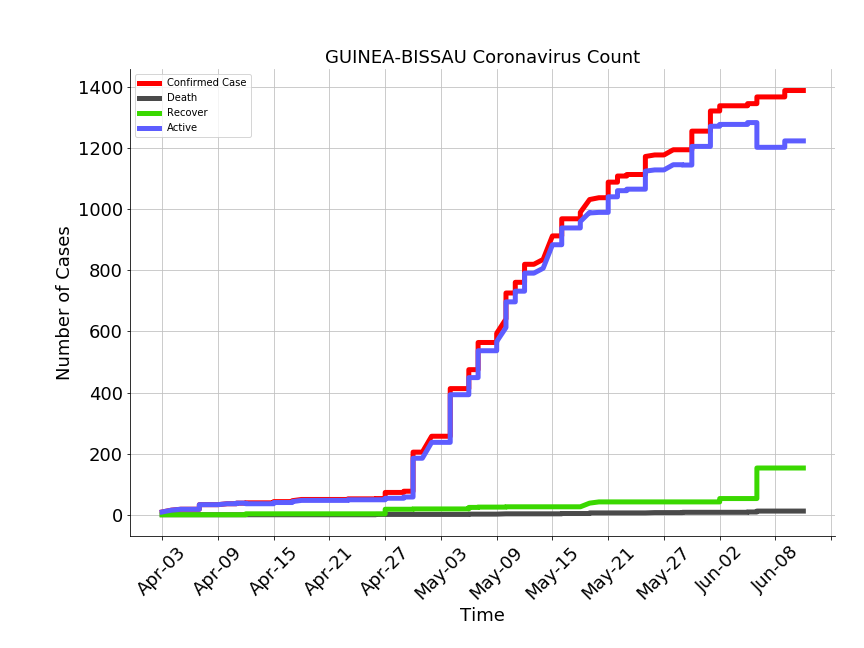 GUINEA-BISSAU Coronavirus Count
Confirmed Case
Death
Recover
Active
Number of Cases
1400
1200
1000
800
600
400
200
0
Apr-03
Apr-09
Apr-15
Apr-21
Apr-27
May-03
May-09
May-15
May-21
May-27
Jun-02
Jun-08
Time